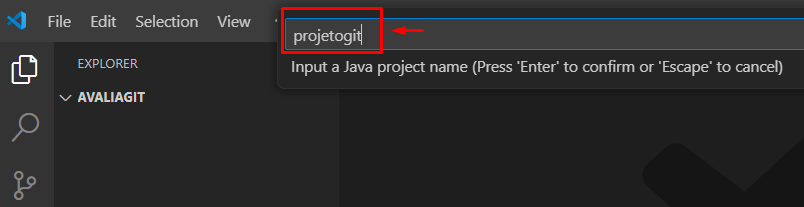 File Edit Selection View
projetogit
Input a Java project name (Press 'Enter' to confirm or 'Escape' to cancel)
EXPLORER
AVALIAGIT